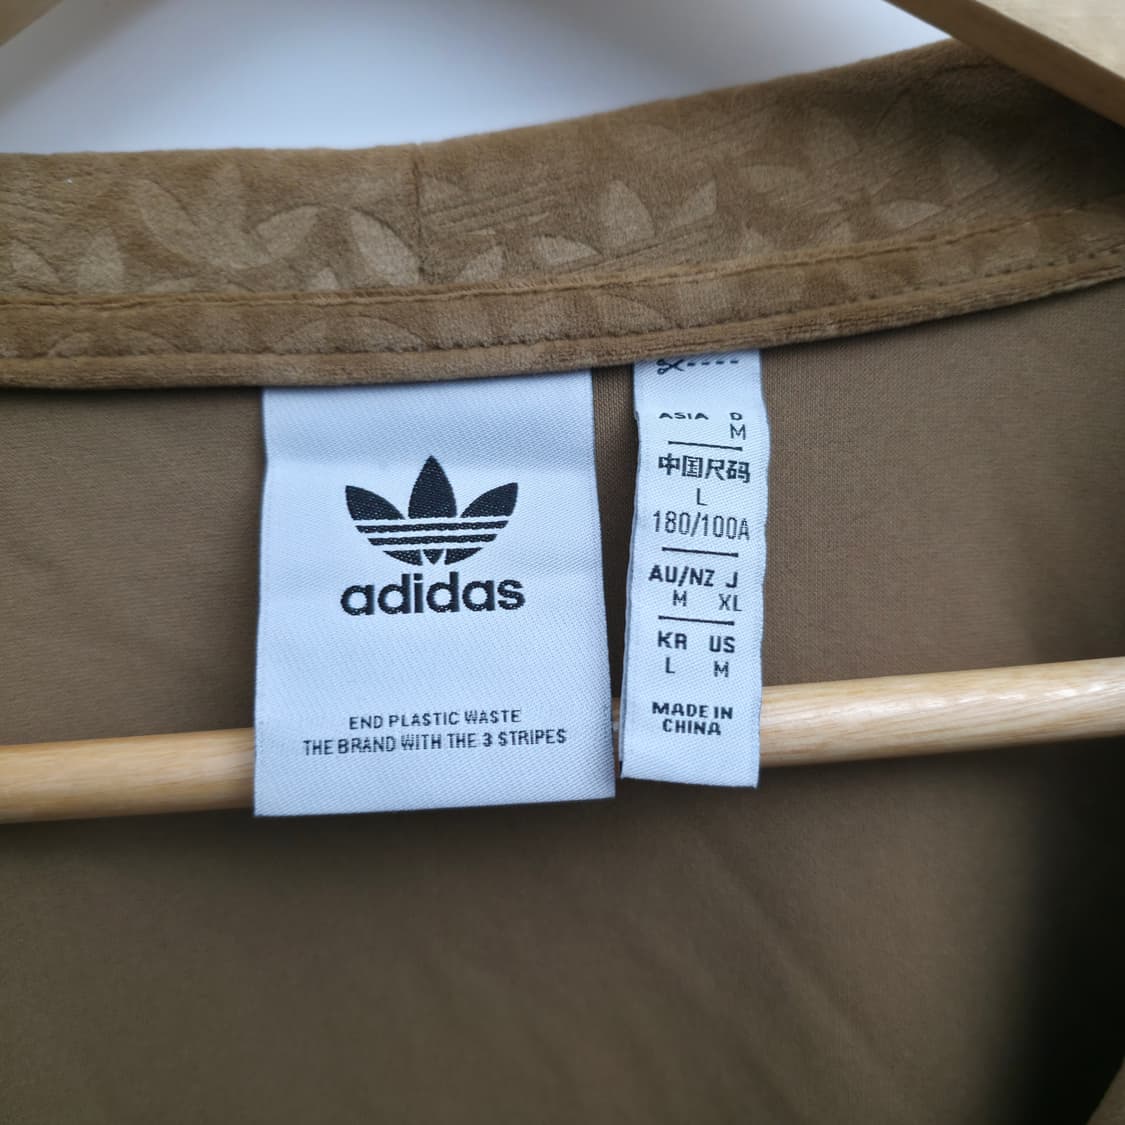 adidas
END PLASTIC WASTE
THE BRAND WITH THE 3 STRIPES
ASIA D
M
中国尺码
L
180/100A
AU/NZ J
M XL
KR US
L M
MADE IN
CHINA